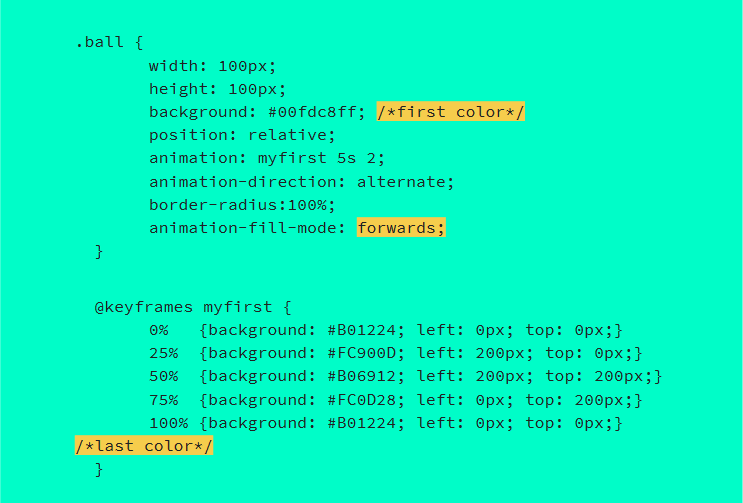 .ball {
width: 100px;
height: 100px;
background: #00fdc8ff; /*first color*/
position: relative;
animation: myfirst 5s 2;
animation-direction: alternate;
border-radius:100%;
animation-fill-mode: forwards;
}
@keyframes myfirst {
0% {background: #B01224; left: 0px; top: 0px;}
25% {background: #FC900D; left: 200px; top: 0px;}
50% {background: #B06912; left: 200px; top: 200px;}
75% {background: #FC0D28; left: 0px; top: 200px;}
100% {background: #B01224; left: 0px; top: 0px;}
/*last color*/
}